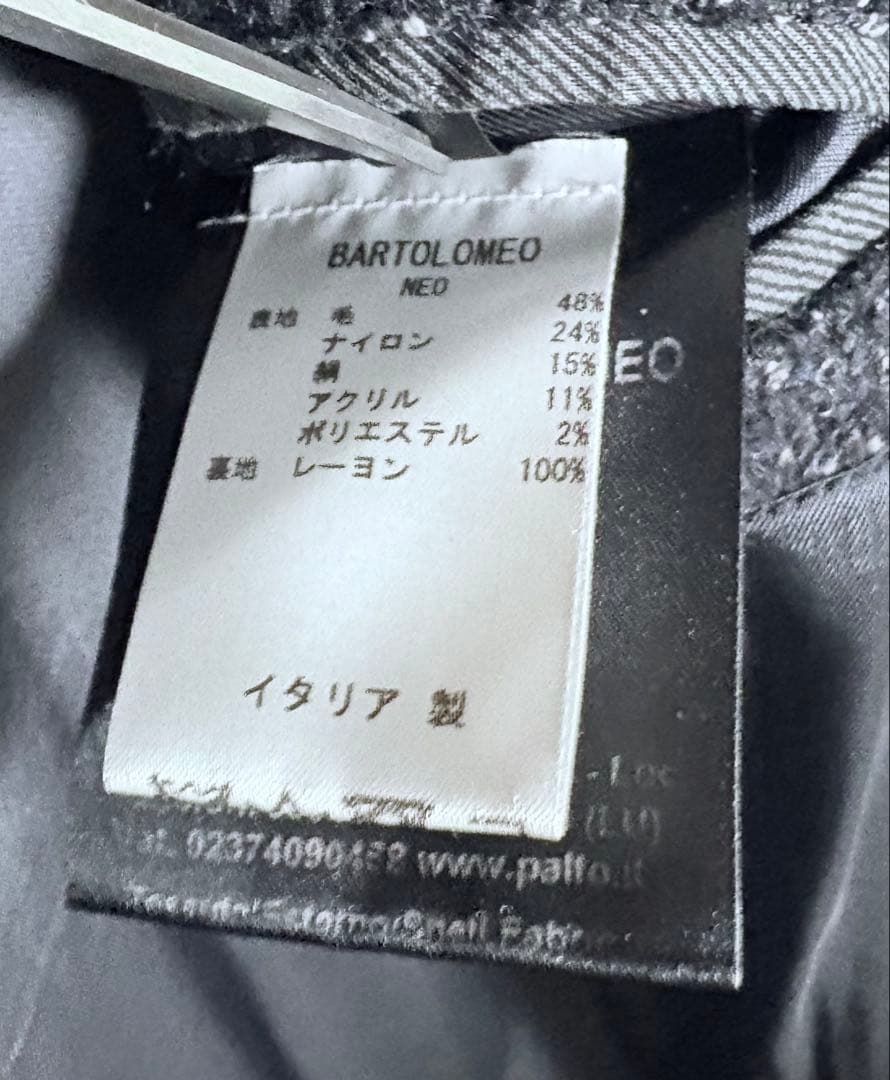 BARTOLOMEO
NEO
表地 毛 48%
ナイロン 24%
絹 15%
アクリル 11%
ポリエステル 2%
裏地 レーヨン 100%
イタリア 製
EO
www.palto.it